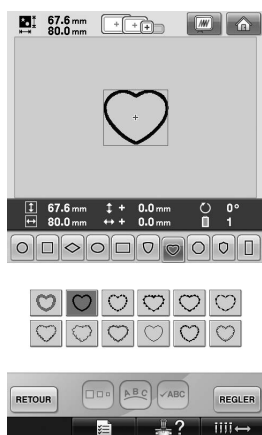 67.6 mm
80.0 mm
67.6 mm + 0.0 mm 0°
80.0 mm + 0.0 mm 1
RETOUR ABC ABC REGLER
?